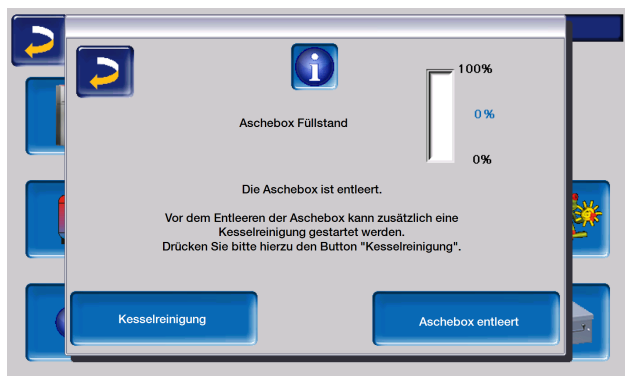 100%
Aschebox Füllstand
0%
0%
Die Aschebox ist entleert.
Vor dem Entleeren der Aschebox kann zusätzlich eine
Kesselreinigung gestartet werden.
Drücken Sie bitte hierzu den Button "Kesselreinigung".
Kesselreinigung
Aschebox entleert